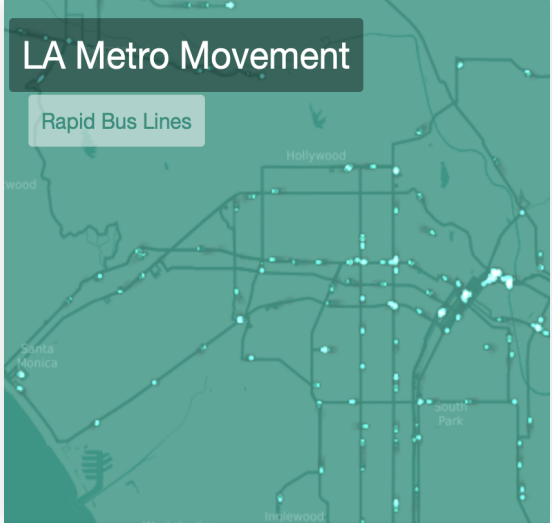 LA Metro Movement
Rapid Bus Lines
Hollywood
wood
Santa
Monica
South
Park
Inglewood